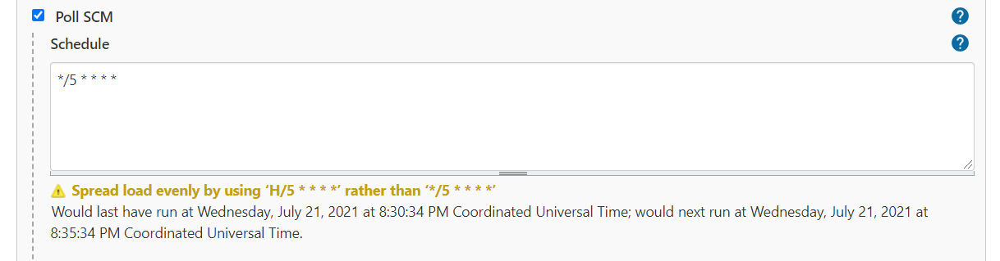 Poll SCM
?
Schedule
?
*/5 * * * *
Spread load evenly by using ‘H/5 * * * *’ rather than ‘*/5 * * * *’
Would last have run at Wednesday, July 21, 2021 at 8:30:34 PM Coordinated Universal Time; would next run at Wednesday, July 21, 2021 at
8:35:34 PM Coordinated Universal Time.